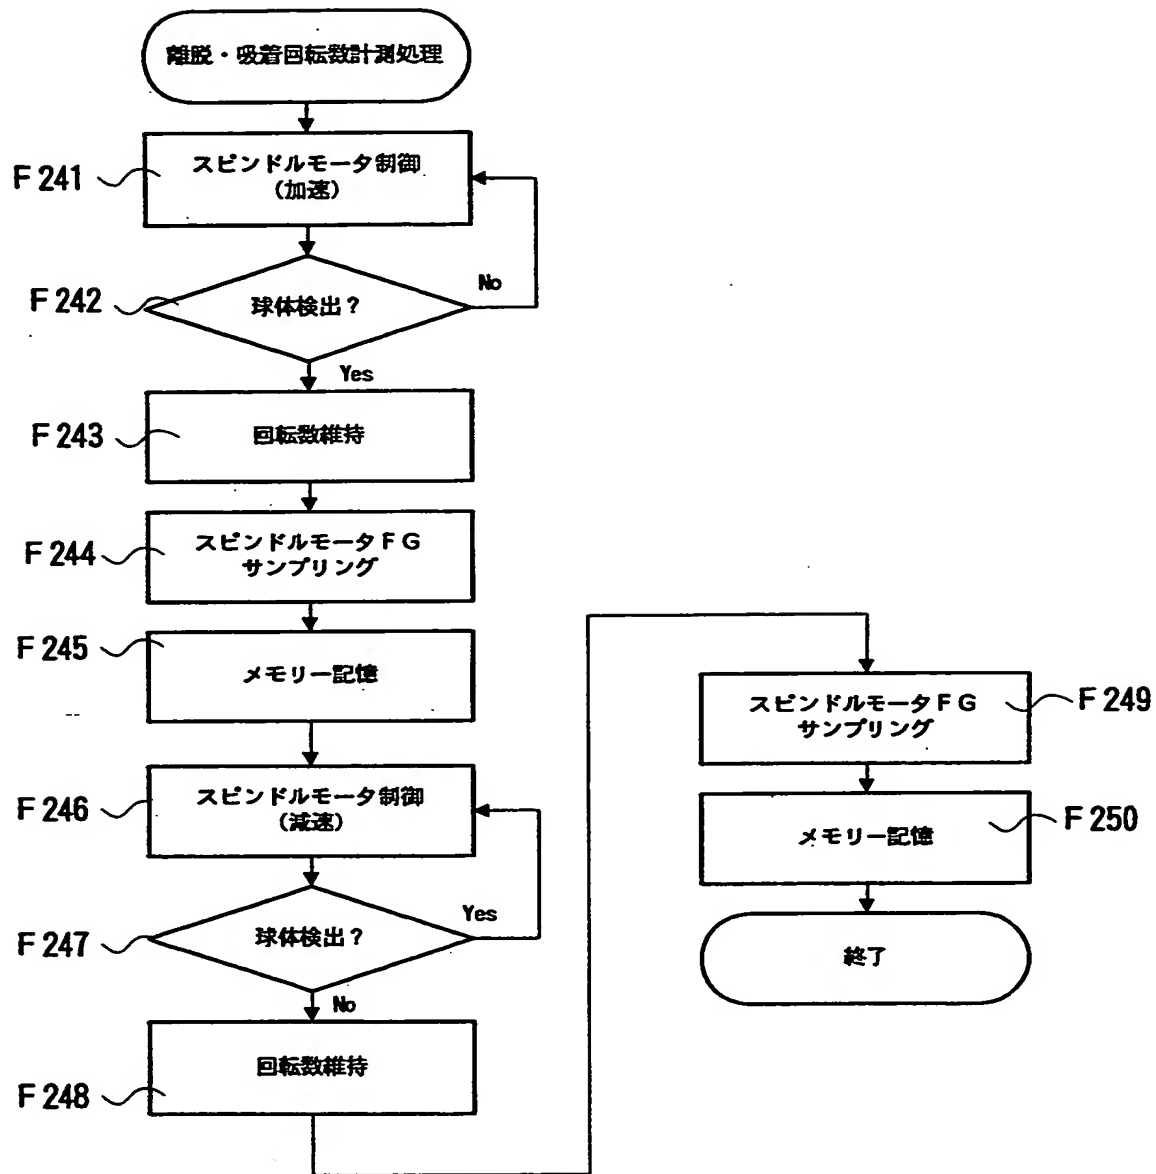 離脱・吸着回転数計測処理
F241
スピンドルモータ制御
(加速)
No
F242
球体検出?
Yes
F243
回転数維持
F244
スピンドルモータFG
サンプリング
F245
メモリー記憶
F246
スピンドルモータ制御
(減速)
Yes
F247
球体検出?
No
F248
回転数維持
スピンドルモータFG
サンプリング
F249
メモリー記憶
F250
終了